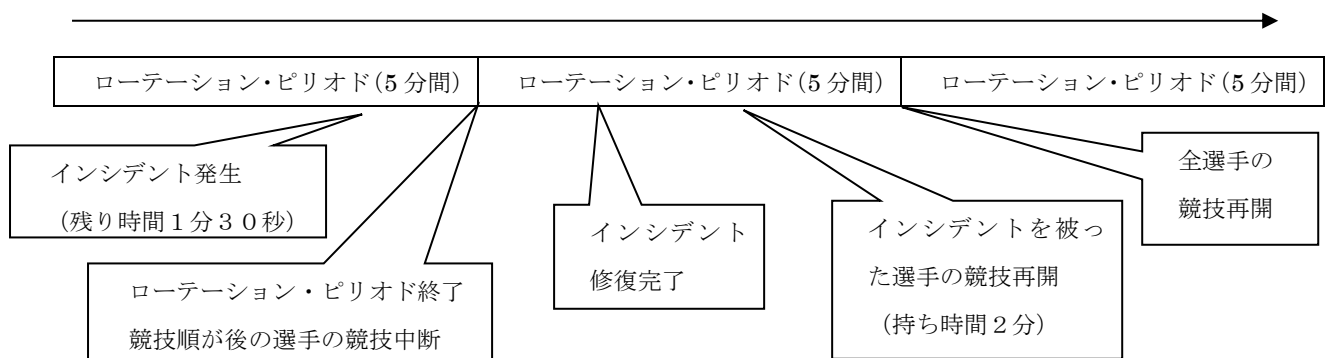 ローテーション・ピリオド(5分間)
ローテーション・ピリオド(5分間)
ローテーション・ピリオド(5分間)
インシデント発生
(残り時間1分30秒)
ローテーション・ピリオド終了
競技順が後の選手の競技中断
インシデント
修復完了
インシデントを被っ
た選手の競技再開
(持ち時間2分)
全選手の
競技再開